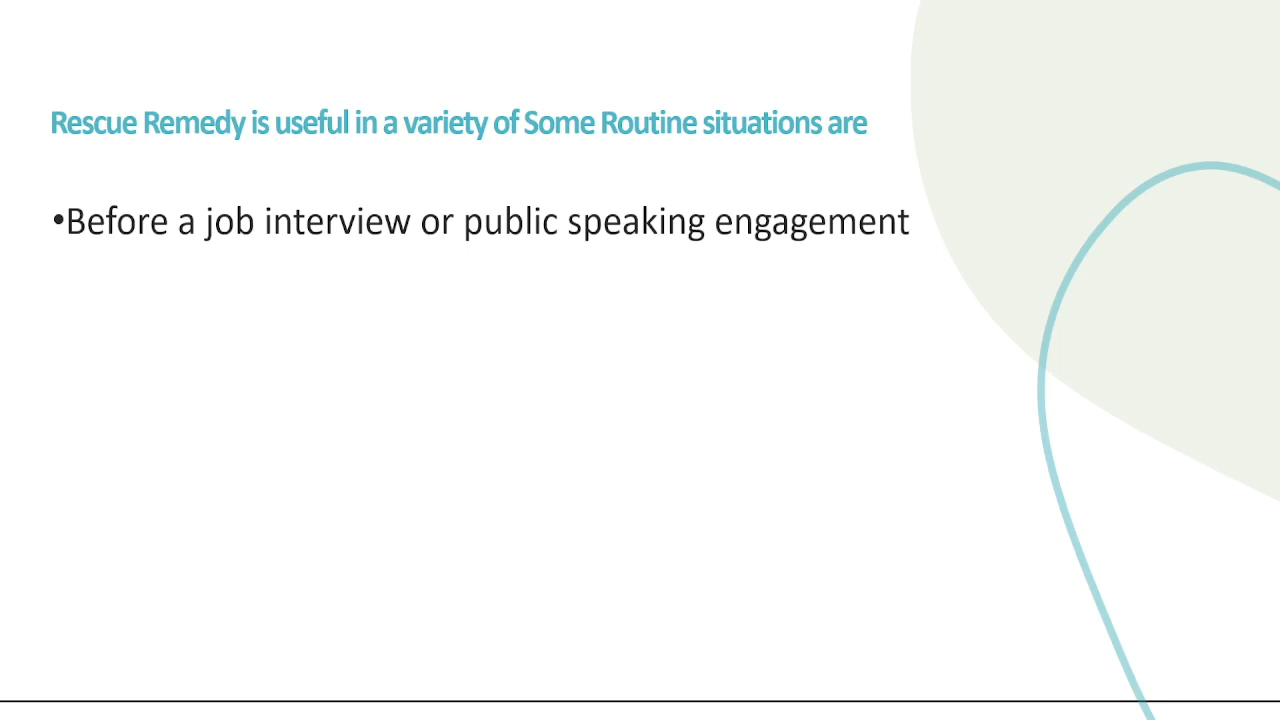 Rescue Remedy is useful in a variety of Some Routine situations are
•Before a job interview or public speaking engagement